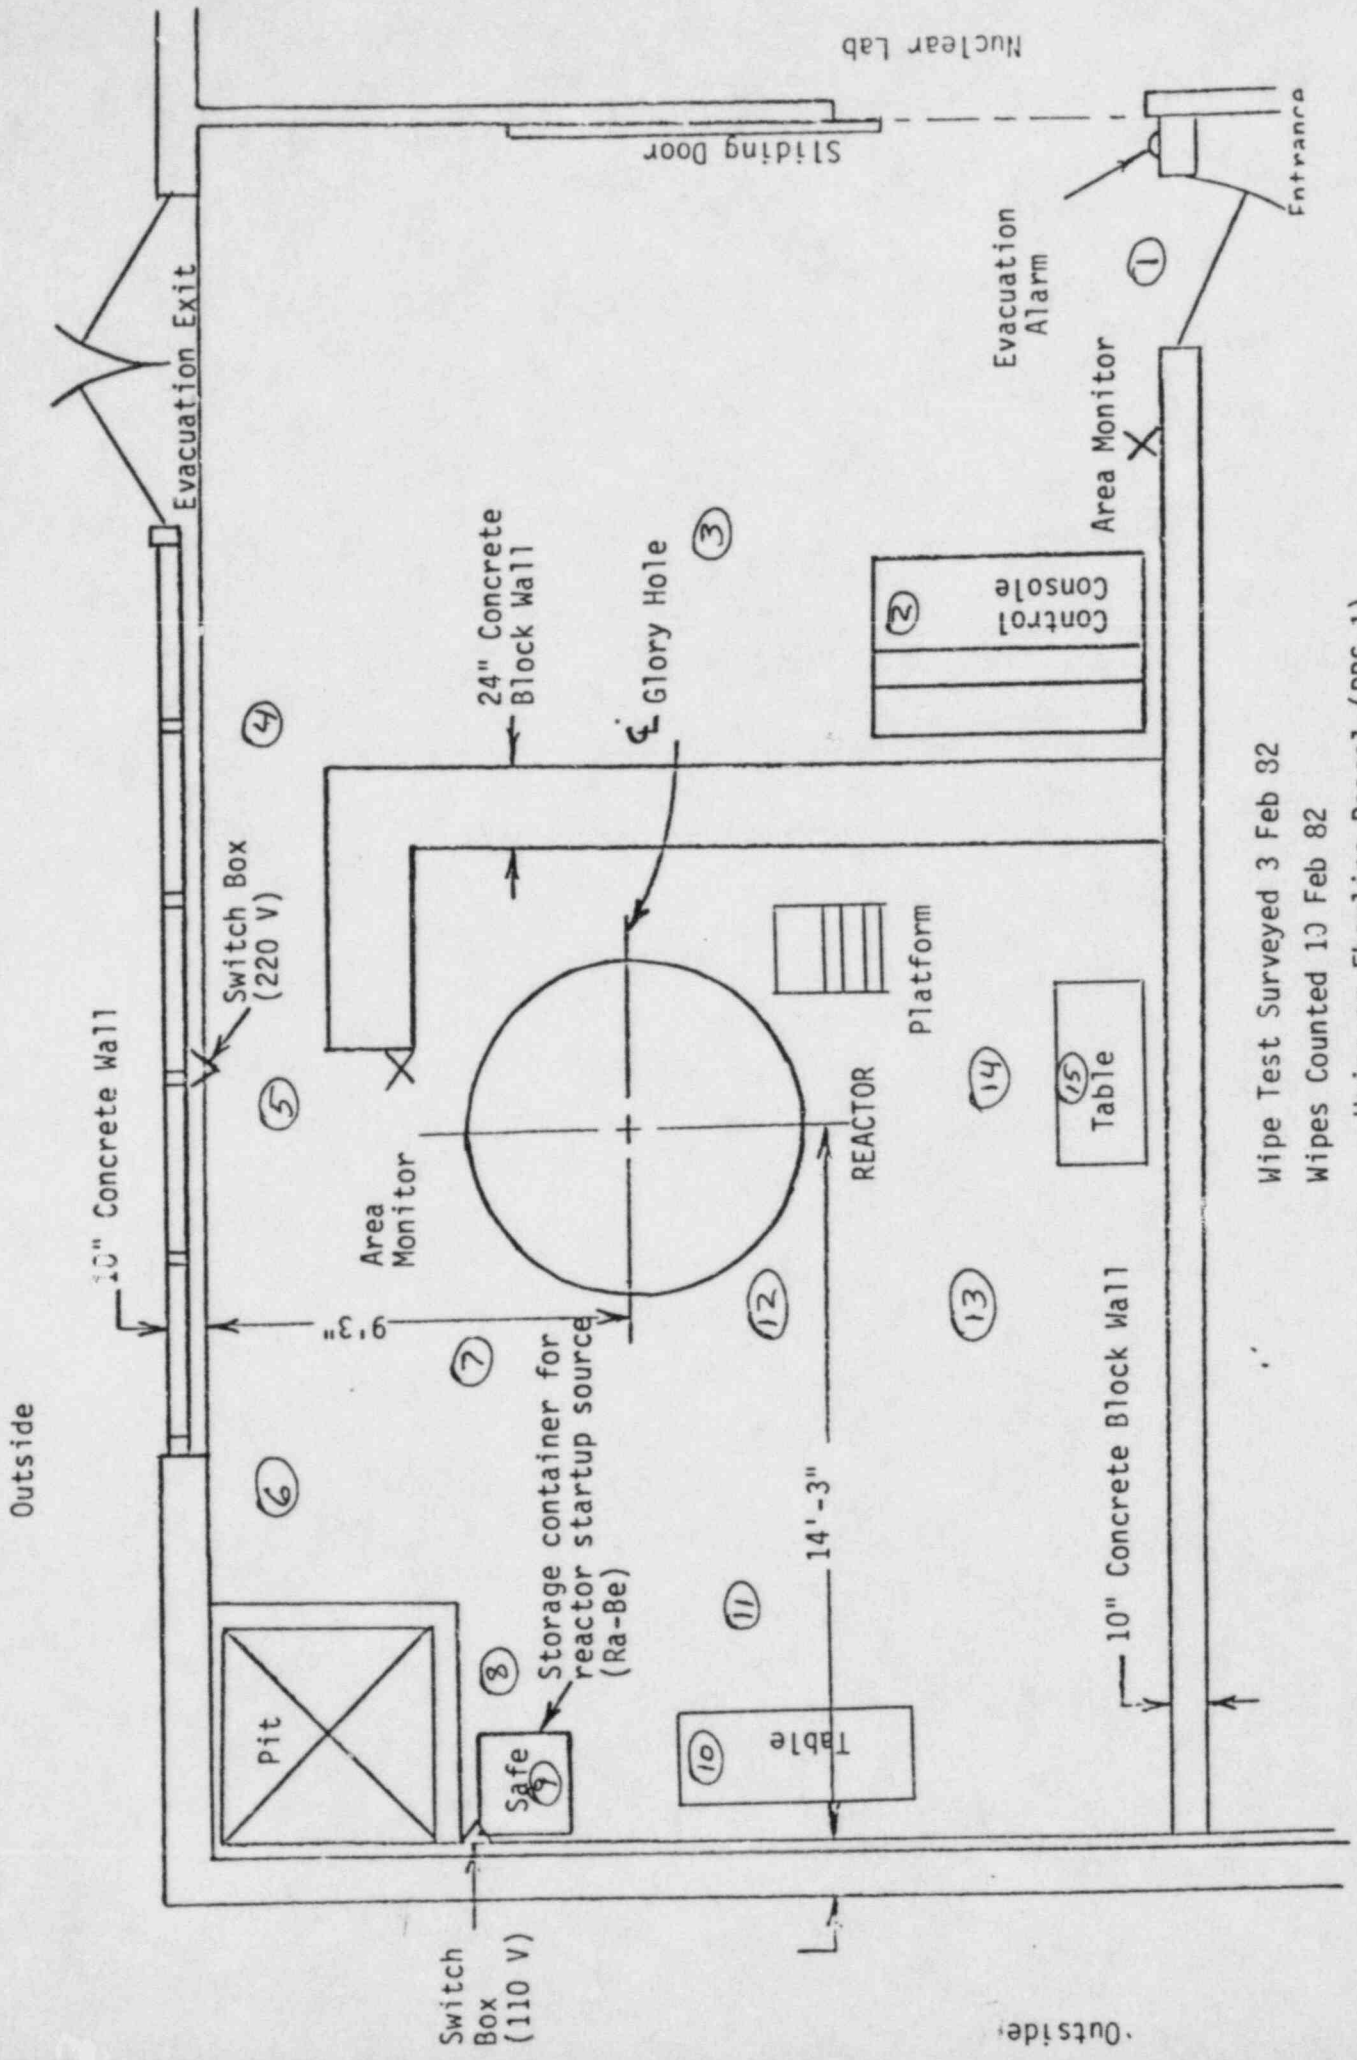 Outside
10" Concrete Wall
Evacuation Exit
Nuclear Lab
Sliding Door
Switch Box
(220 V)
24" Concrete
Block Wall
Glory Hole
Evacuation
Alarm
Entrance
Area Monitor
Control
Console
Area
Monitor
9'3"
Pit
Safe
Switch
Box
(110 V)
Storage container for
reactor startup source
(Ra-Be)
REACTOR
Platform
Table
14'-3"
Table
10" Concrete Block Wall
Outside
1
2
3
4
5
6
7
8
9
10
11
12
13
14
15
Wipe Test Surveyed 3 Feb 82
Wipes Counted 10 Feb 82